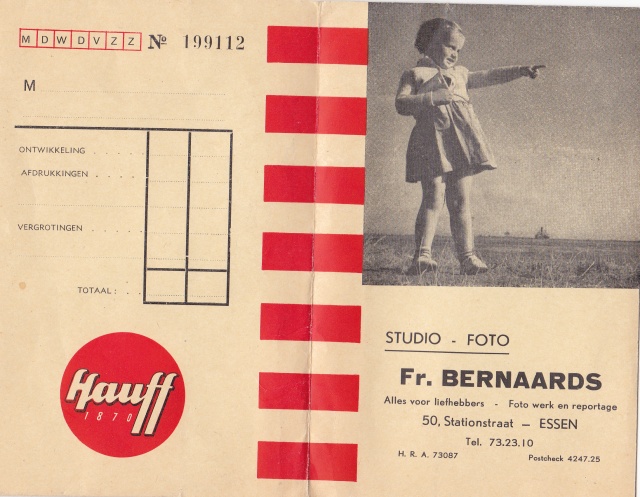 M D W D V Z Z Nº 199112
M
ONTWIKKELING
AFDRUKKINGEN
VERGROTINGEN
TOTAAL :
Hauff
1870
STUDIO - FOTO
Fr. BERNAARDS
Alles voor liefhebbers - Foto werk en reportage
50, Stationstraat — ESSEN
Tel. 73.23.10
H. R. A. 73087 Postcheck 4247.25